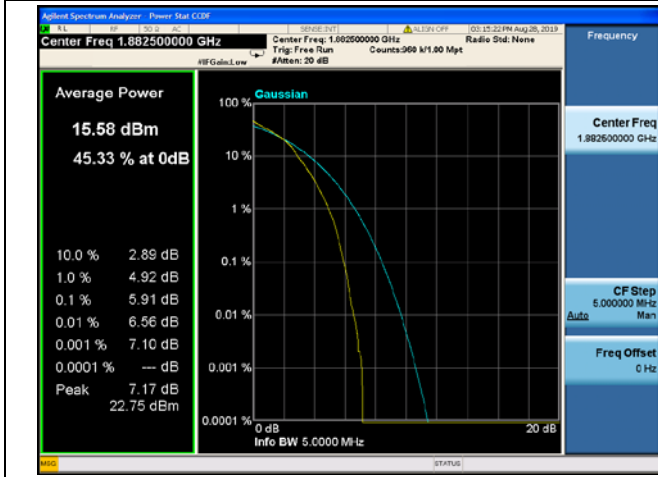 Agilent Spectrum Analyzer - Power Stat CCDF
RL RF 50 Ω AC SENSE:INT ALIGN OFF 03:15:22 PM Aug 28, 2019
Center Freq 1.882500000 GHz
Center Freq: 1.882500000 GHz Radio Std: None
Trig: Free Run Counts:960 k/1.00 Mpt
#IFGain:Low #Atten: 20 dB
Frequency
Average Power
15.58 dBm
45.33 % at 0dB
10.0 % 2.89 dB
1.0 % 4.92 dB
0.1 % 5.91 dB
0.01 % 6.56 dB
0.001 % 7.10 dB
0.0001 % --- dB
Peak 7.17 dB
22.75 dBm
Gaussian
100 %
10 %
1 %
0.1 %
0.01 %
0.001 %
0.0001 %
0 dB 20 dB
Info BW 5.0000 MHz
Center Freq
1.882500000 GHz
CF Step
5.000000 MHz
Auto Man
Freq Offset
0 Hz
MSG STATUS